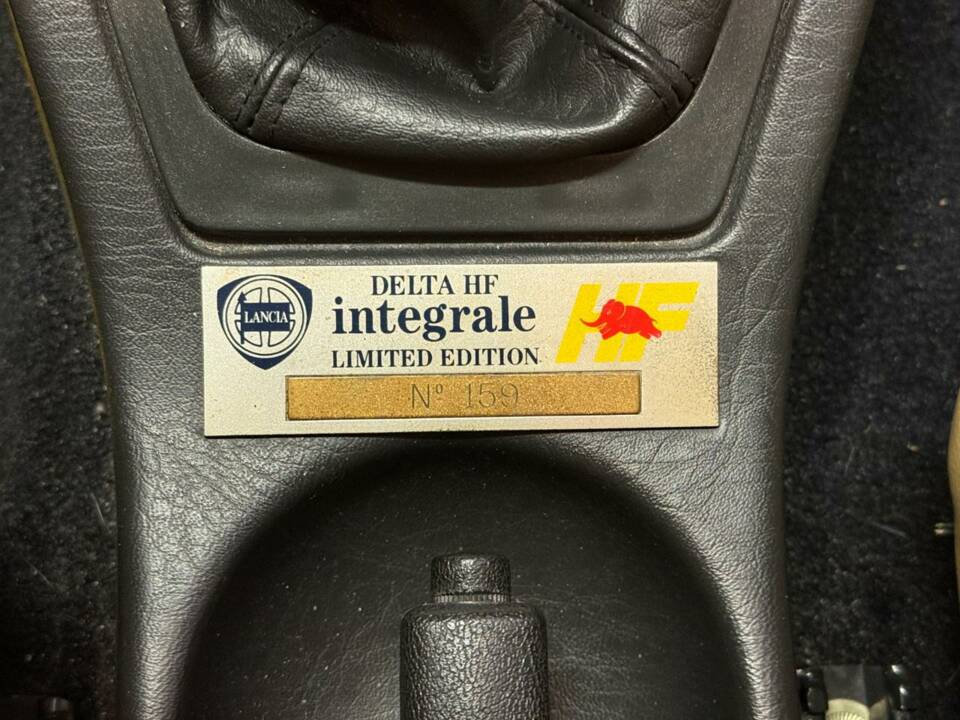 LANCIA
DELTA HF
integrale
LIMITED EDITION
HF
Nº 159